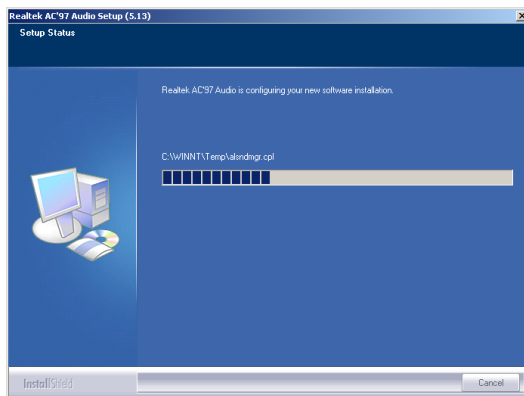 Realtek AC'97 Audio Setup (5.13)
Setup Status
Realtek AC'97 Audio is configuring your new software installation.
C:\WINNT\Temp\alsndmgr.cpl
InstallShield
Cancel